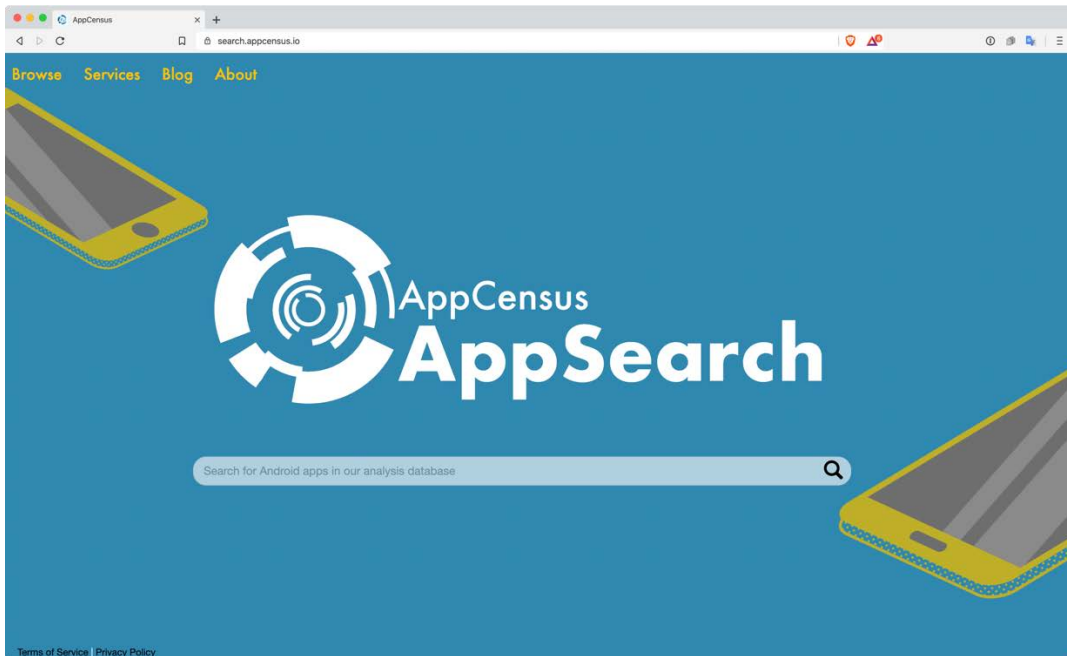 AppCensus
search.appcensus.io
Browse Services Blog About
AppCensus
AppSearch
Search for Android apps in our analysis database
Terms of Service | Privacy Policy